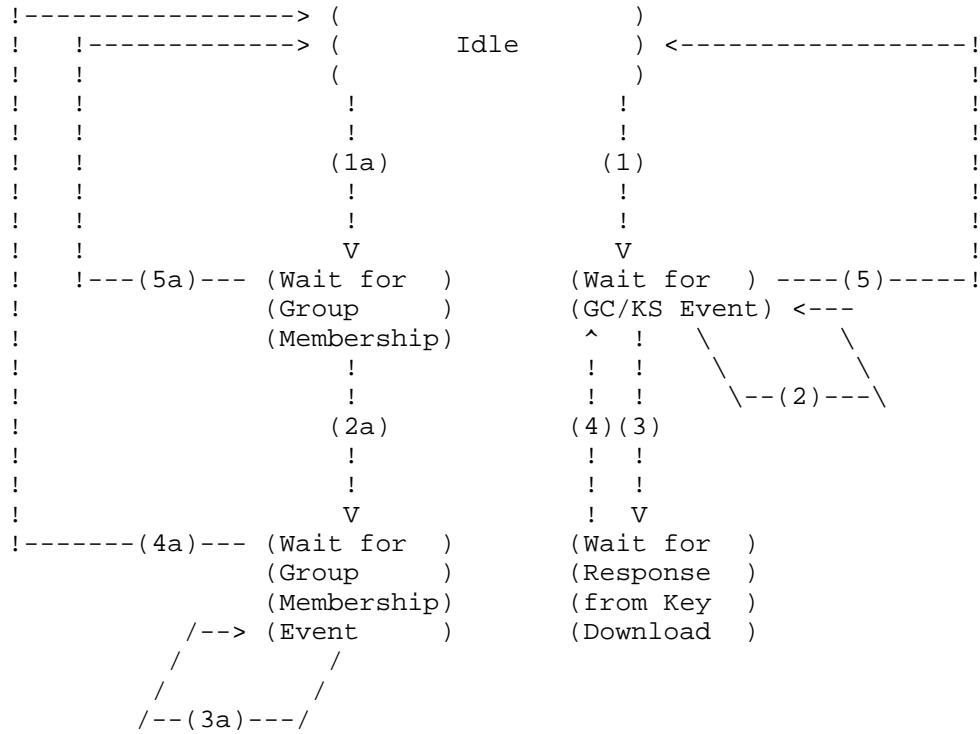 !-----------------> (                   )
!   !-------------> (       Idle        ) <------------------!
!   !               (                   )                    !
!   !                !                 !                     !
!   !                !                 !                     !
!   !               (1a)              (1)                    !
!   !                !                 !                     !
!   !                !                 !                     !
!   !                V                 V                     !
!   !---(5a)--- (Wait for  )       (Wait for  ) ----(5)-----!
!               (Group     )       (GC/KS Event) <---
!               (Membership)        ^  !   \        \
!                    !              !  !    \        \
!                    !              !  !     \--(2)---\
!                   (2a)           (4)(3)
!                    !              !  !
!                    !              !  !
!                    V              !  V
!-------(4a)--- (Wait for  )       (Wait for  )
                (Group     )       (Response  )
                (Membership)       (from Key  )
           /--> (Event     )       (Download  )
          /         /
         /         /
        /--(3a)---/